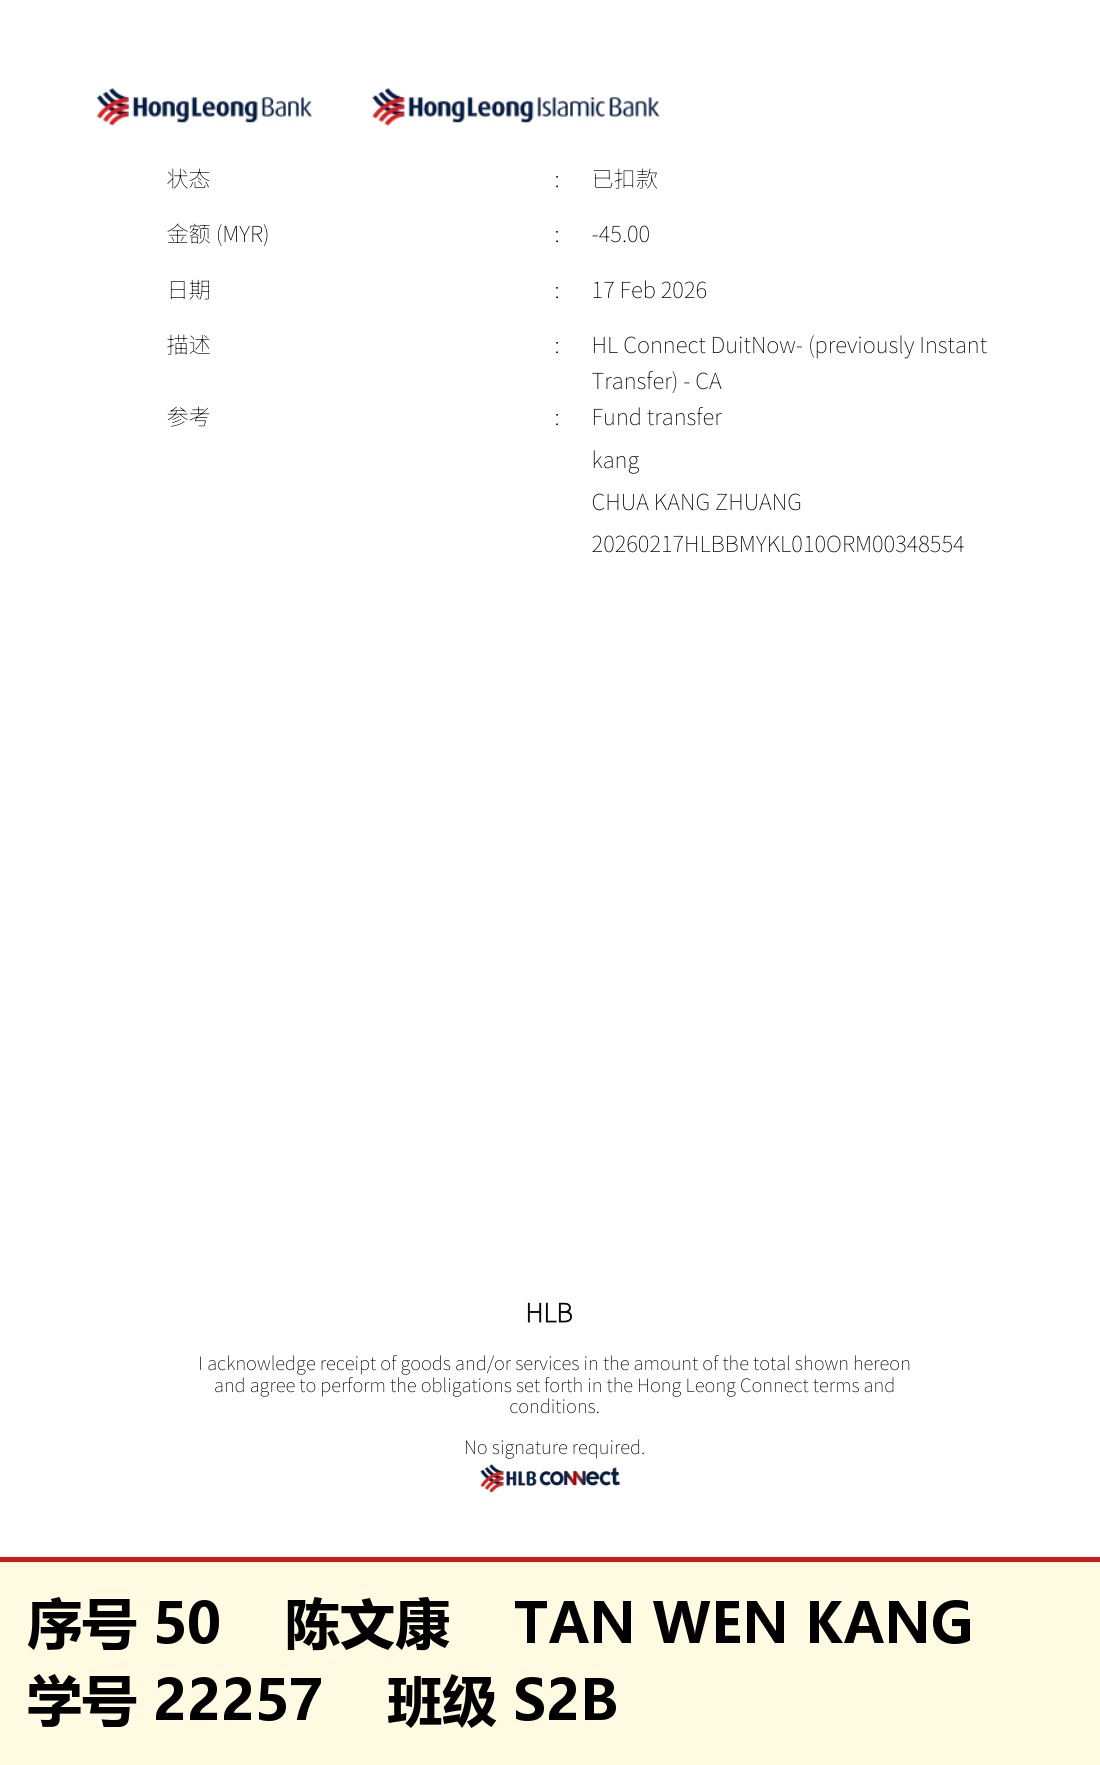 HongLeong Bank HongLeong Islamic Bank
状态 : 已扣款
金额 (MYR) : -45.00
日期 : 17 Feb 2026
描述 : HL Connect DuitNow- (previously Instant
Transfer) - CA
参考 : Fund transfer
kang
CHUA KANG ZHUANG
20260217HLBBMYKL010ORM00348554
HLB
I acknowledge receipt of goods and/or services in the amount of the total shown hereon
and agree to perform the obligations set forth in the Hong Leong Connect terms and
conditions.
No signature required.
HLB CONNECT
序号 50 陈文康 TAN WEN KANG
学号 22257 班级 S2B